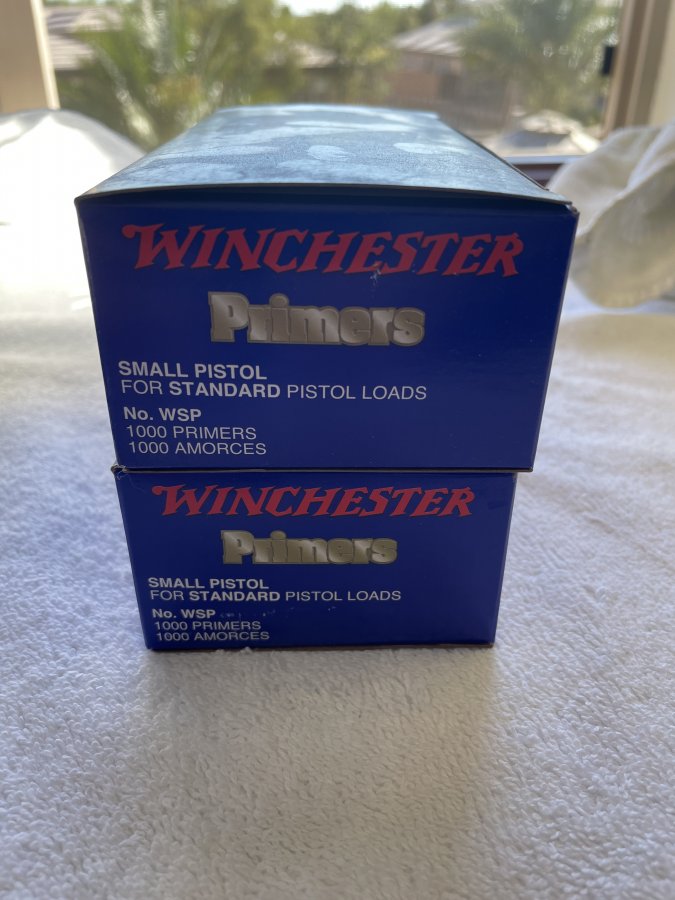 WINCHESTER
Primers
SMALL PISTOL
FOR STANDARD PISTOL LOADS
No. WSP
1000 PRIMERS
1000 AMORCES
WINCHESTER
Primers
SMALL PISTOL
FOR STANDARD PISTOL LOADS
No. WSP
1000 PRIMERS
1000 AMORCES